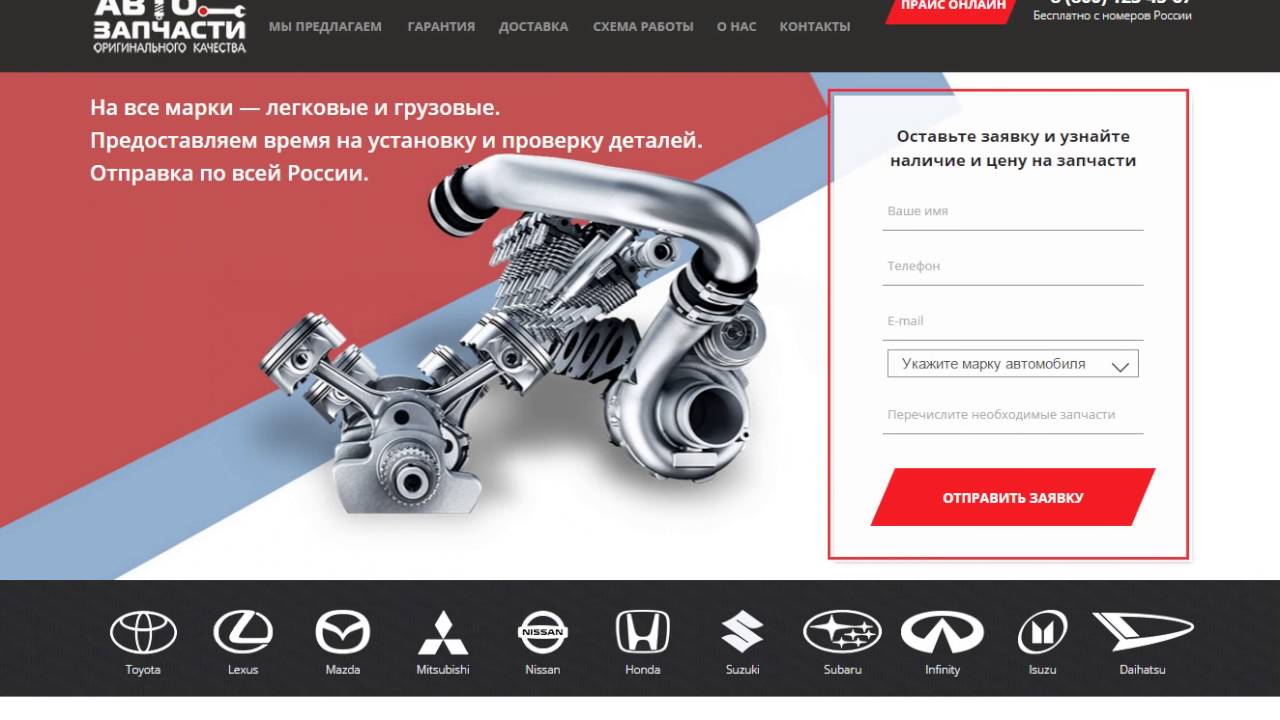 АВТО
ЗАПЧАСТИ
ОРИГИНАЛЬНОГО КАЧЕСТВА
МЫ ПРЕДЛАГАЕМ ГАРАНТИЯ ДОСТАВКА СХЕМА РАБОТЫ О НАС КОНТАКТЫ
ПРАЙС ОНЛАЙН
Бесплатно с номеров России
На все марки — легковые и грузовые.
Предоставляем время на установку и проверку деталей.
Отправка по всей России.
Оставьте заявку и узнайте
наличие и цену на запчасти
Ваше имя
Телефон
E-mail
Укажите марку автомобиля
Перечислите необходимые запчасти
ОТПРАВИТЬ ЗАЯВКУ
NISSAN
Toyota Lexus Mazda Mitsubishi Nissan Honda Suzuki Subaru Infinity Isuzu Daihatsu